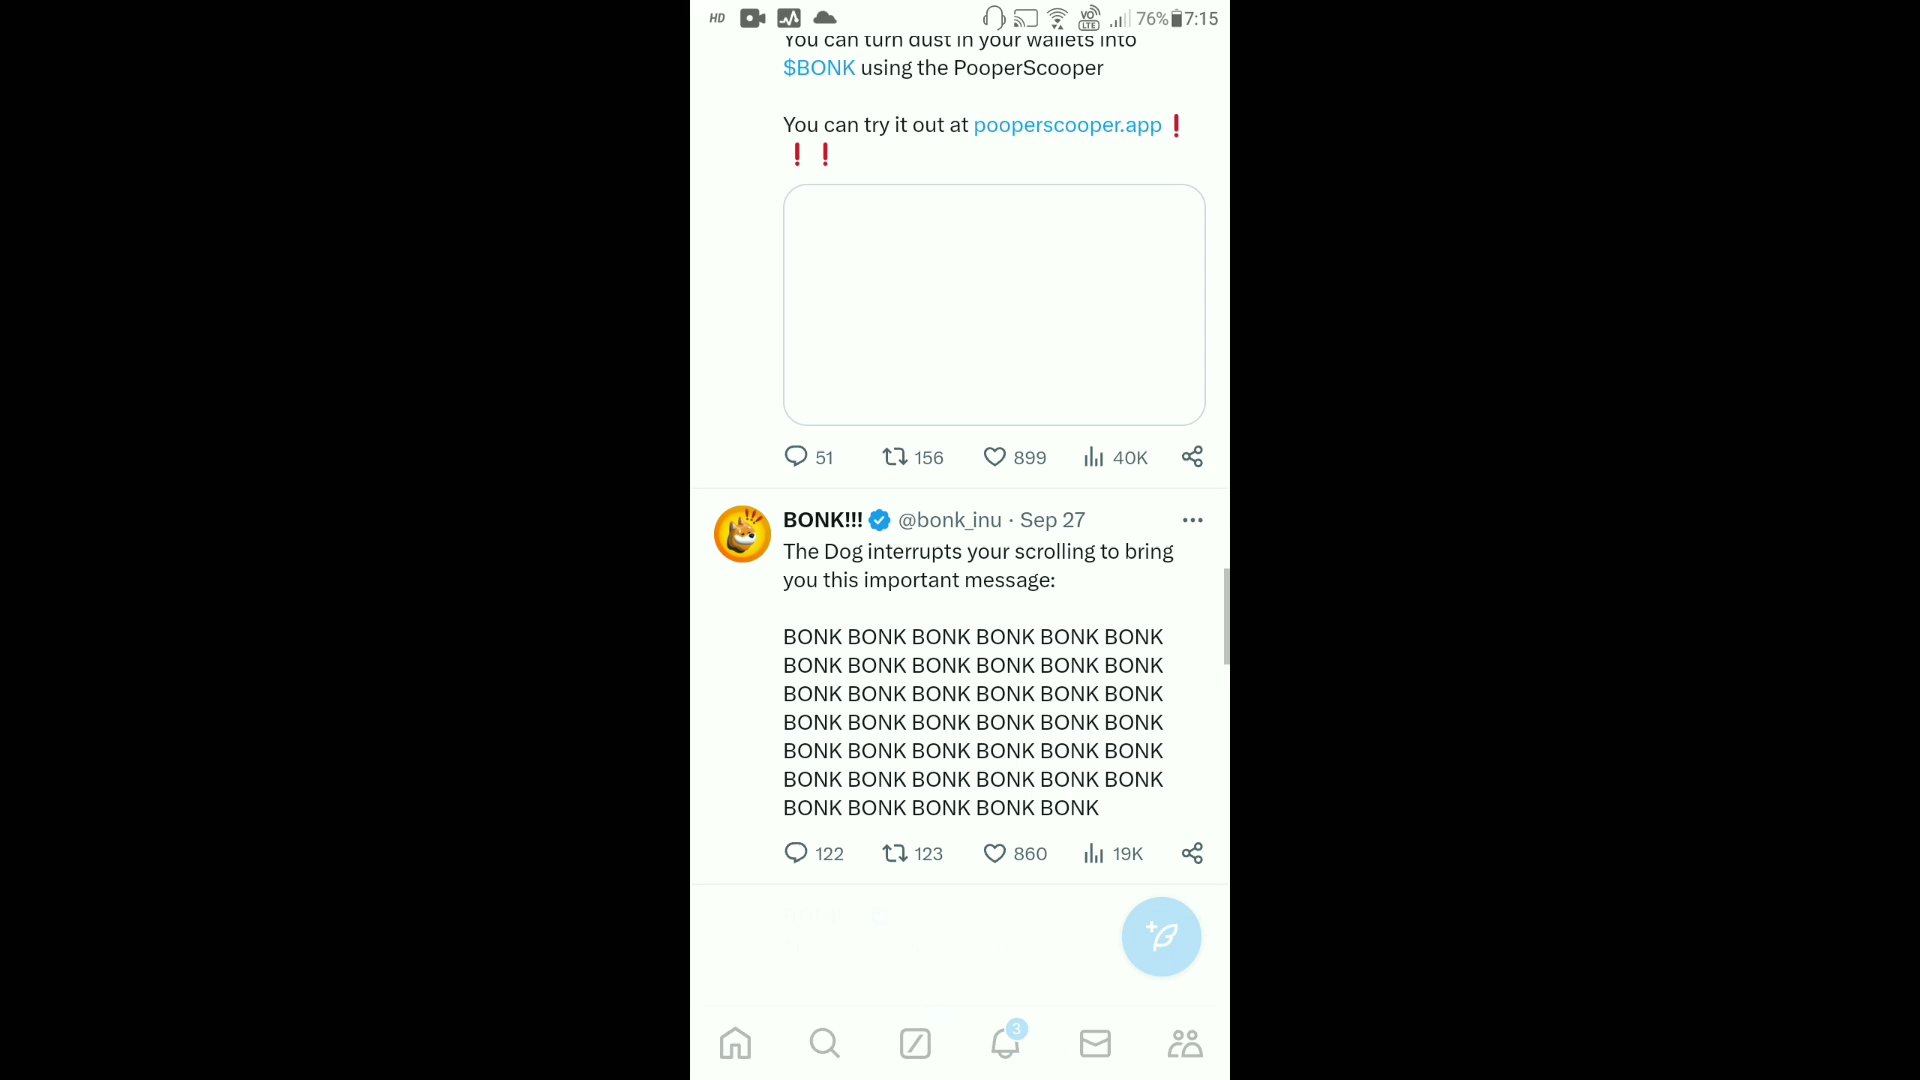 HD VO LTE 76% 7:15
You can turn dust in your wallets into
$BONK using the PooperScooper
You can try it out at pooperscooper.app❗
❗❗
51 156 899 40K
BONK!!! @bonk_inu · Sep 27
The Dog interrupts your scrolling to bring
you this important message:
BONK BONK BONK BONK BONK BONK
BONK BONK BONK BONK BONK BONK
BONK BONK BONK BONK BONK BONK
BONK BONK BONK BONK BONK BONK
BONK BONK BONK BONK BONK BONK
BONK BONK BONK BONK BONK BONK
BONK BONK BONK BONK BONK
122 123 860 19K
3